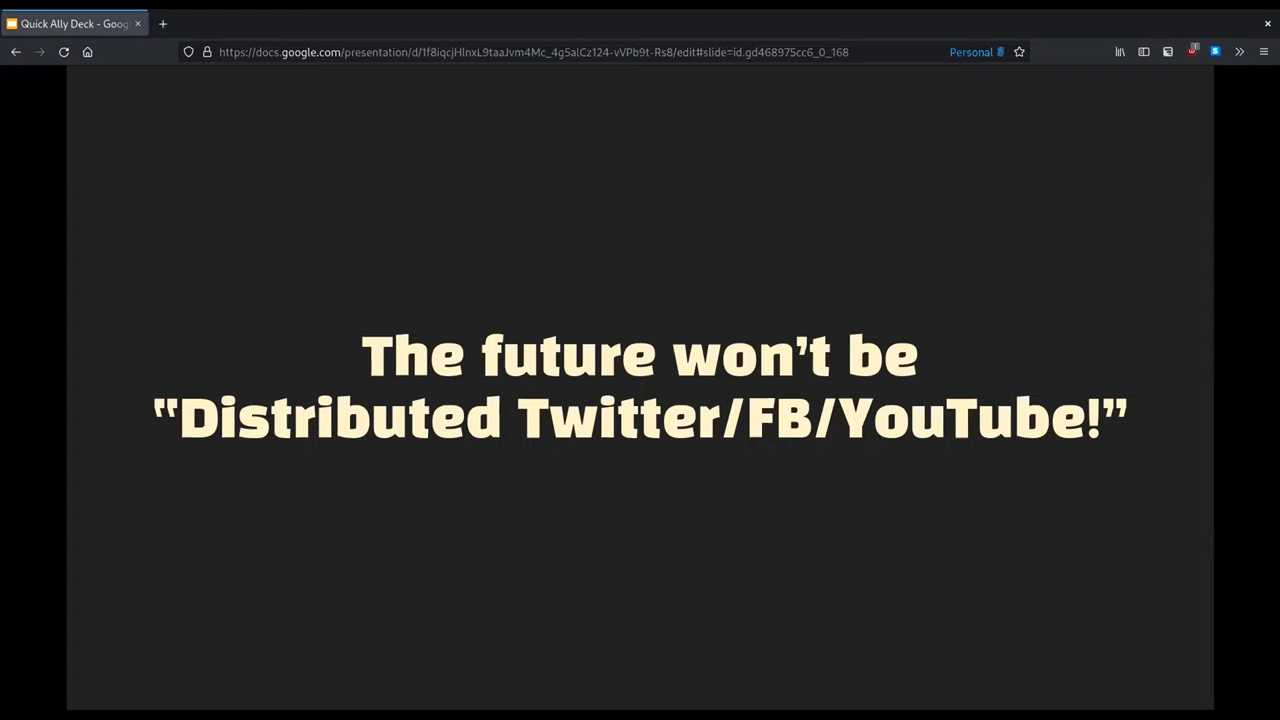 Quick Ally Deck - Googl
https://docs.google.com/presentation/d/1f8iqcjHlnxL9taaJvm4Mc_4g5alCz124-vVPb9t-Rs8/edit#slide=id.gd468975cc6_0_168
Personal
The future won’t be
“Distributed Twitter/FB/YouTube!”